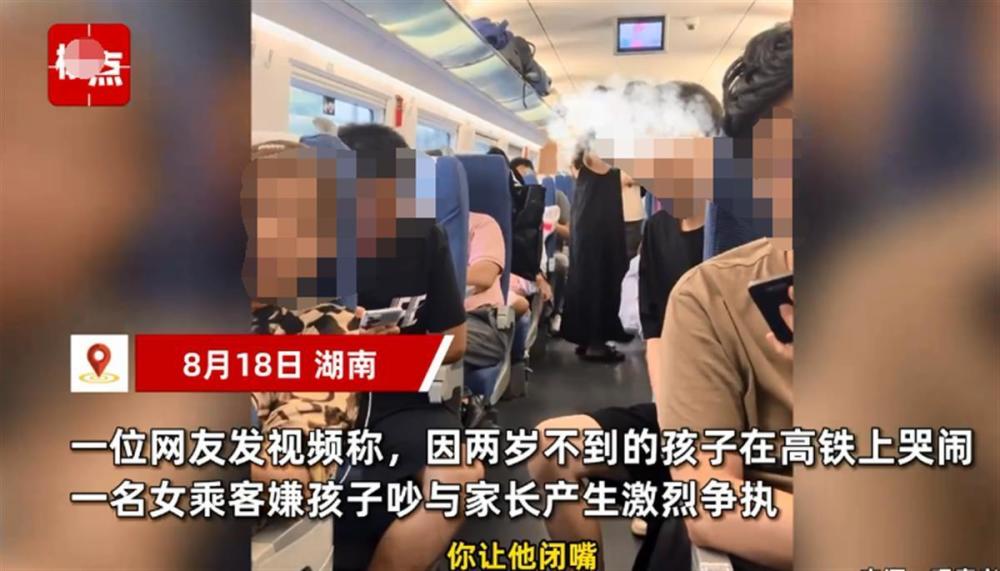 点
8月18日 湖南
一位网友发视频称，因两岁不到的孩子在高铁上哭闹
一名女乘客嫌孩子吵与家长产生激烈争执
你让他闭嘴